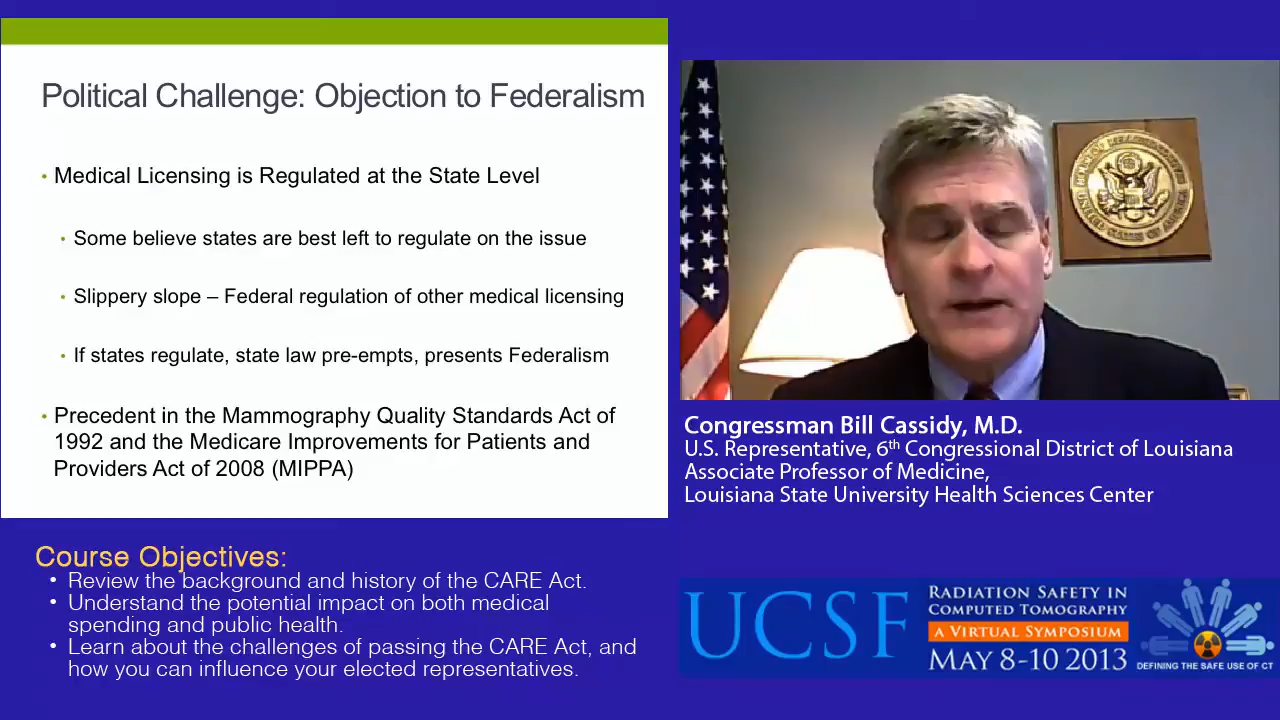 Political Challenge: Objection to Federalism
• Medical Licensing is Regulated at the State Level
• Some believe states are best left to regulate on the issue
• Slippery slope – Federal regulation of other medical licensing
• If states regulate, state law pre-empts, presents Federalism
• Precedent in the Mammography Quality Standards Act of
1992 and the Medicare Improvements for Patients and
Providers Act of 2008 (MIPPA)
Congressman Bill Cassidy, M.D.
U.S. Representative, 6th Congressional District of Louisiana
Associate Professor of Medicine,
Louisiana State University Health Sciences Center
Course Objectives:
• Review the background and history of the CARE Act.
• Understand the potential impact on both medical
spending and public health.
• Learn about the challenges of passing the CARE Act, and
how you can influence your elected representatives.
UCSF
RADIATION SAFETY IN
COMPUTED TOMOGRAPHY
A VIRTUAL SYMPOSIUM
MAY 8-10 2013
DEFINING THE SAFE USE OF CT